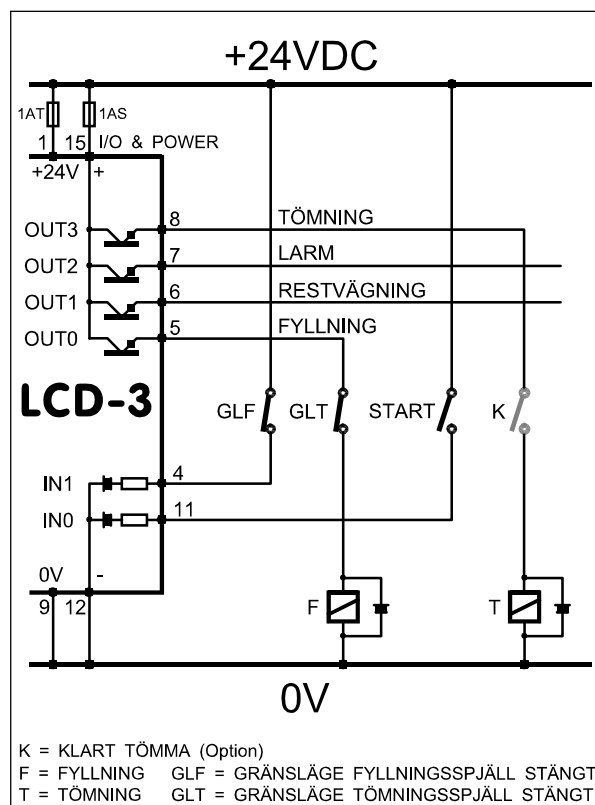 +24VDC
1AT 1AS
1 15 I/O & POWER
+24V +
8 TÖMNING
OUT3
7 LARM
OUT2
6 RESTVÄGNING
OUT1
5 FYLLNING
OUT0
LCD-3
GLF GLT START K
4
IN1
11
IN0
0V -
9 12
F T
0V
K = KLART TÖMMA (Option)
F = FYLLNING GLF = GRÄNSLÄGE FYLLNINGSSPJÄLL STÄNGT
T = TÖMNING GLT = GRÄNSLÄGE TÖMNINGSSPJÄLL STÄNGT